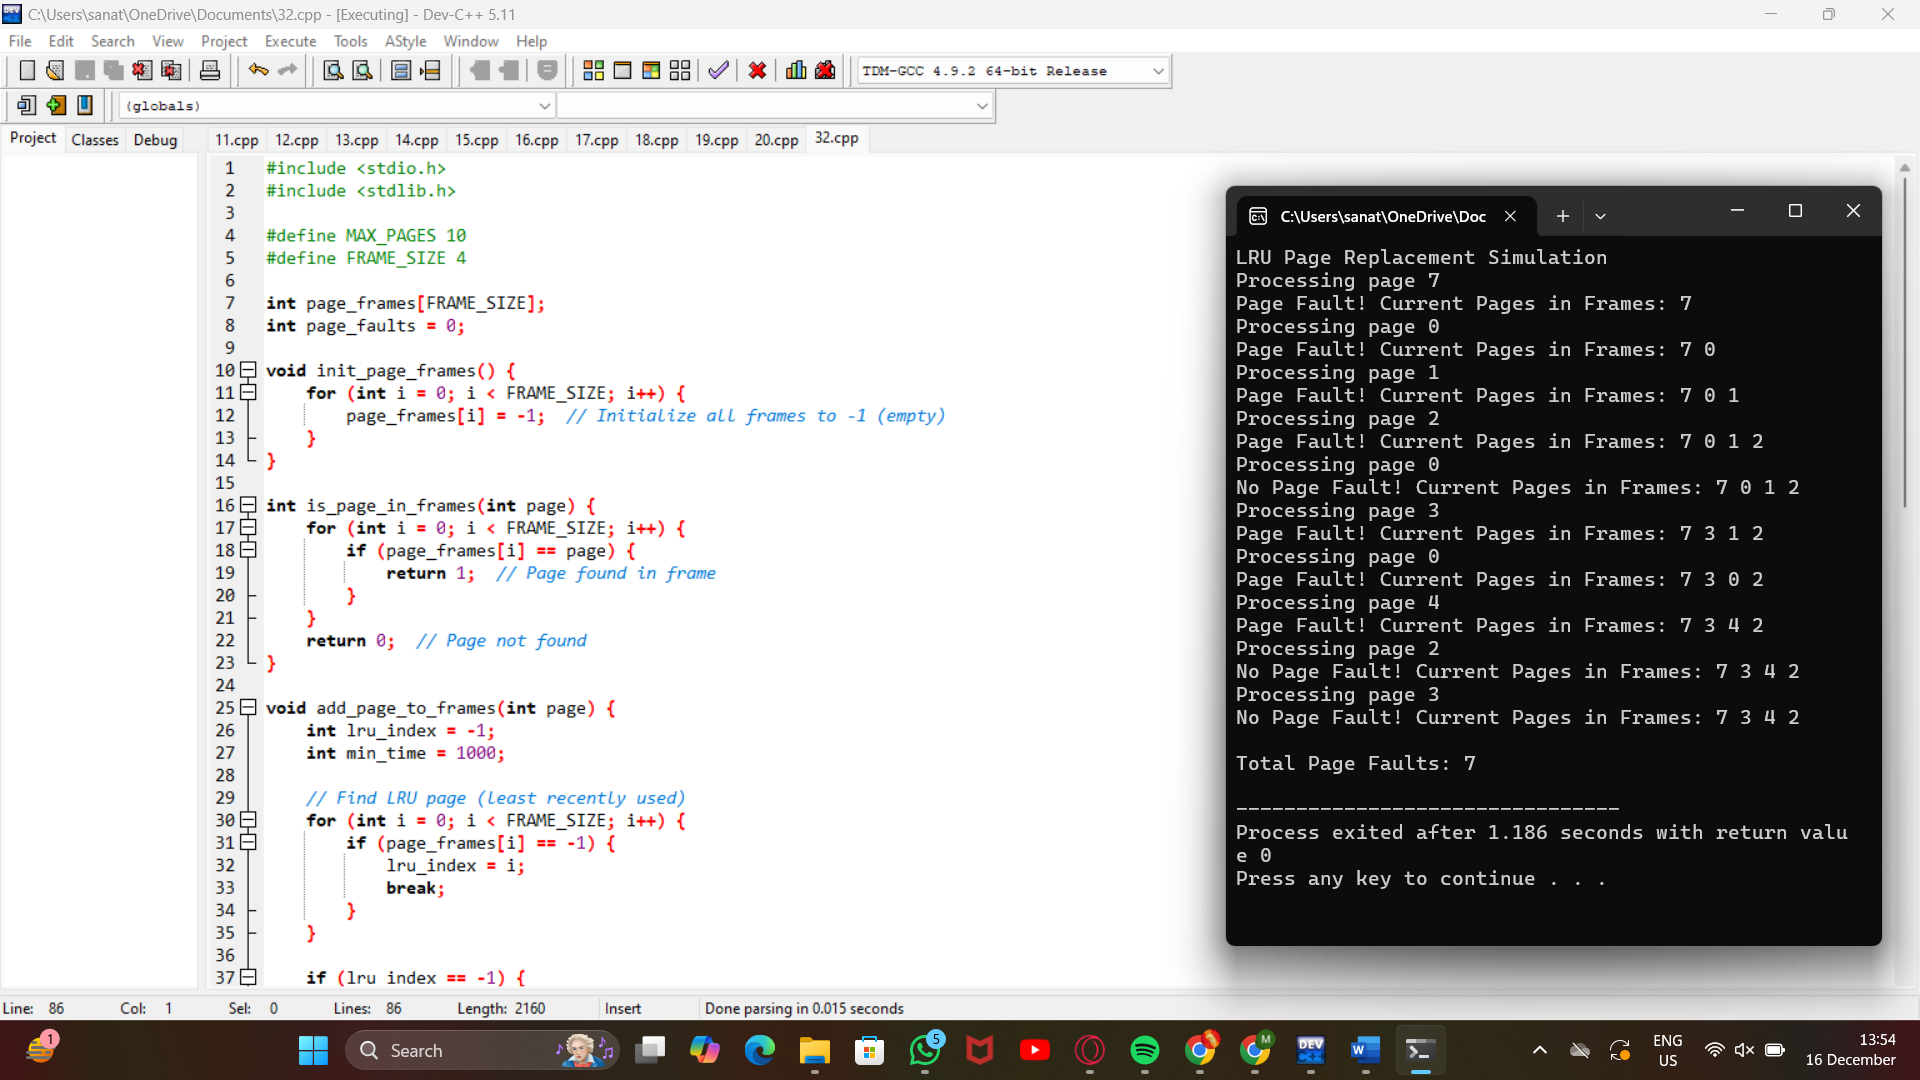 C:\Users\sanat\OneDrive\Documents\32.cpp - [Executing] - Dev-C++ 5.11
File Edit Search View Project Execute Tools AStyle Window Help
TDM-GCC 4.9.2 64-bit Release
(globals)
Project Classes Debug
11.cpp 12.cpp 13.cpp 14.cpp 15.cpp 16.cpp 17.cpp 18.cpp 19.cpp 20.cpp 32.cpp
1 #include <stdio.h>
2 #include <stdlib.h>
3
4 #define MAX_PAGES 10
5 #define FRAME_SIZE 4
6
7 int page_frames[FRAME_SIZE];
8 int page_faults = 0;
9
10 void init_page_frames() {
11 for (int i = 0; i < FRAME_SIZE; i++) {
12 page_frames[i] = -1; // Initialize all frames to -1 (empty)
13 }
14 }
15
16 int is_page_in_frames(int page) {
17 for (int i = 0; i < FRAME_SIZE; i++) {
18 if (page_frames[i] == page) {
19 return 1; // Page found in frame
20 }
21 }
22 return 0; // Page not found
23 }
24
25 void add_page_to_frames(int page) {
26 int lru_index = -1;
27 int min_time = 1000;
28
29 // Find LRU page (least recently used)
30 for (int i = 0; i < FRAME_SIZE; i++) {
31 if (page_frames[i] == -1) {
32 lru_index = i;
33 break;
34 }
35 }
36
37 if (lru_index == -1) {
C:\Users\sanat\OneDrive\Doc
LRU Page Replacement Simulation
Processing page 7
Page Fault! Current Pages in Frames: 7
Processing page 0
Page Fault! Current Pages in Frames: 7 0
Processing page 1
Page Fault! Current Pages in Frames: 7 0 1
Processing page 2
Page Fault! Current Pages in Frames: 7 0 1 2
Processing page 0
No Page Fault! Current Pages in Frames: 7 0 1 2
Processing page 3
Page Fault! Current Pages in Frames: 7 3 1 2
Processing page 0
Page Fault! Current Pages in Frames: 7 3 0 2
Processing page 4
Page Fault! Current Pages in Frames: 7 3 4 2
Processing page 2
No Page Fault! Current Pages in Frames: 7 3 4 2
Processing page 3
No Page Fault! Current Pages in Frames: 7 3 4 2
Total Page Faults: 7
--------------------------------
Process exited after 1.186 seconds with return valu
e 0
Press any key to continue . . .
Line: 86 Col: 1 Sel: 0 Lines: 86 Length: 2160 Insert Done parsing in 0.015 seconds
1
Search
5
M
DEV
W
ENG
US
13:54
16 December